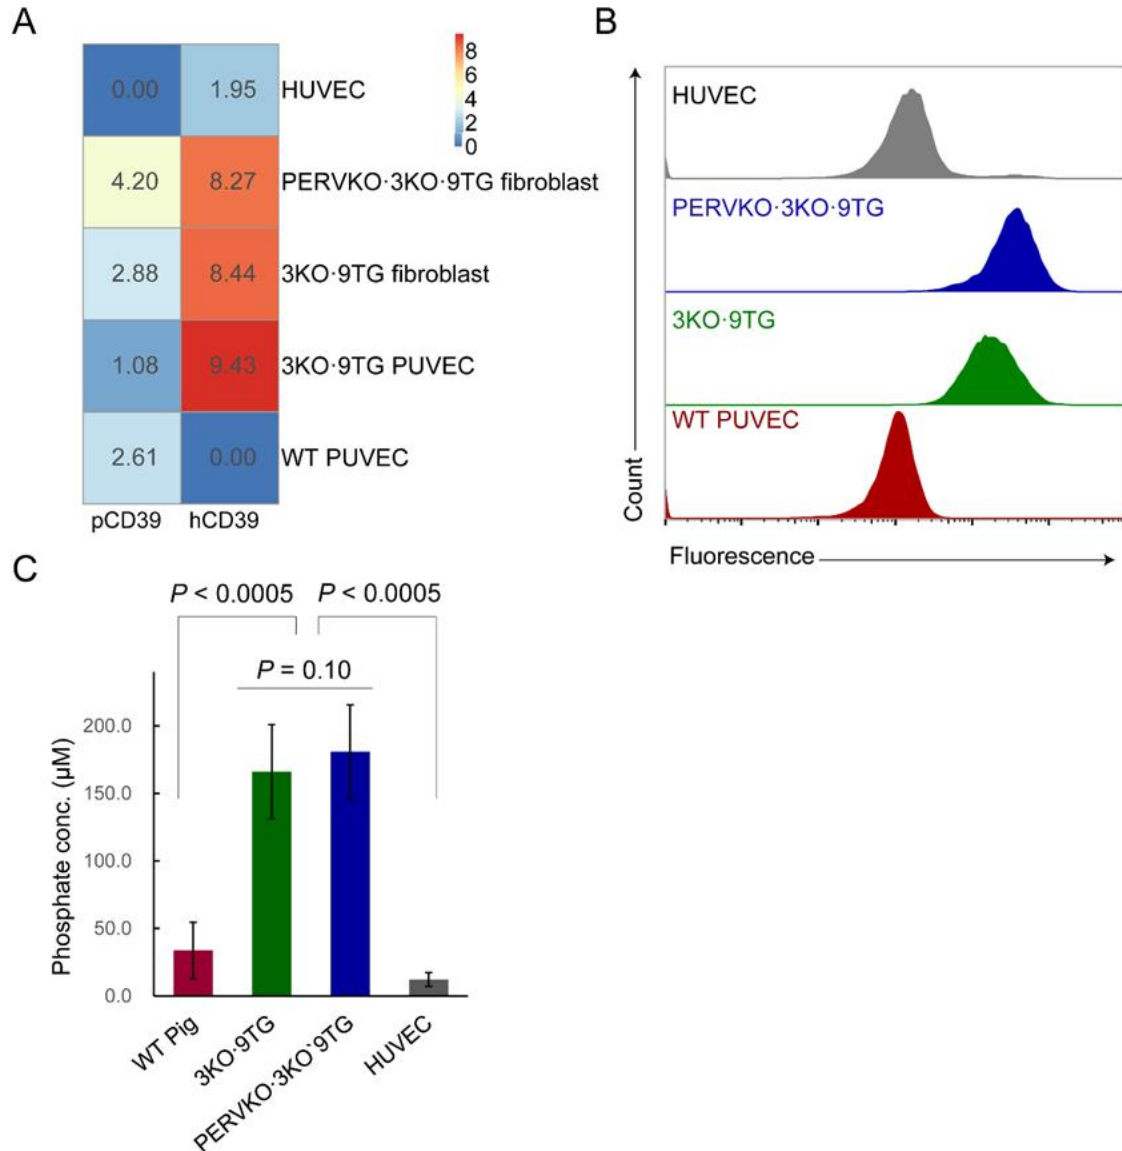 A
8
6
4
2
0
0.00 1.95 HUVEC
4.20 8.27 PERVKO·3KO·9TG fibroblast
2.88 8.44 3KO·9TG fibroblast
1.08 9.43 3KO·9TG PUVEC
2.61 0.00 WT PUVEC
pCD39 hCD39
B
HUVEC
PERVKO·3KO·9TG
3KO·9TG
WT PUVEC
Count
Fluorescence
C
P < 0.0005 P < 0.0005
P = 0.10
Phosphate conc. (µM)
200.0
150.0
100.0
50.0
0.0
WT Pig
3KO·9TG
PERVKO·3KO·9TG
HUVEC